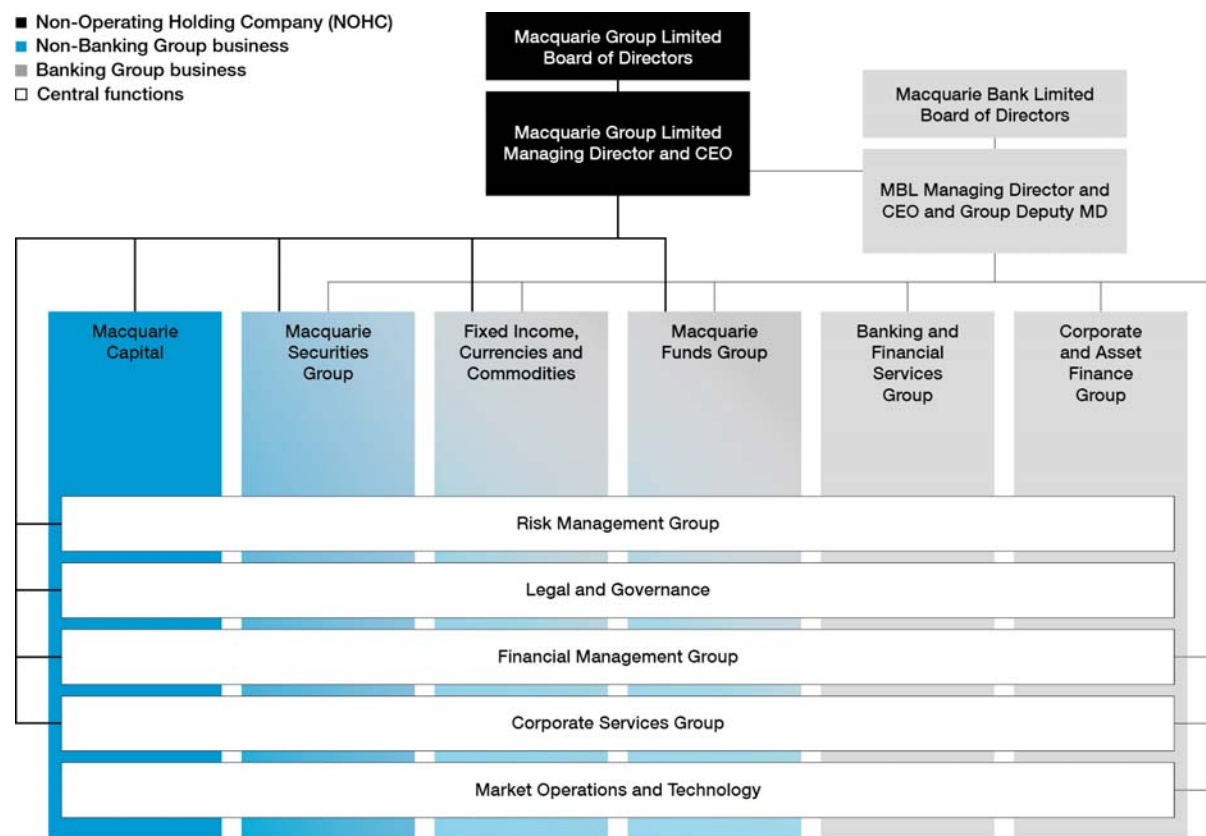 Non-Operating Holding Company (NOHC)
Non-Banking Group business
Banking Group business
Central functions
Macquarie Group Limited
Board of Directors
Macquarie Group Limited
Managing Director and CEO
Macquarie Bank Limited
Board of Directors
MBL Managing Director and
CEO and Group Deputy MD
Macquarie
Capital
Macquarie
Securities
Group
Fixed Income,
Currencies and
Commodities
Macquarie
Funds Group
Banking and
Financial
Services
Group
Corporate
and Asset
Finance
Group
Risk Management Group
Legal and Governance
Financial Management Group
Corporate Services Group
Market Operations and Technology